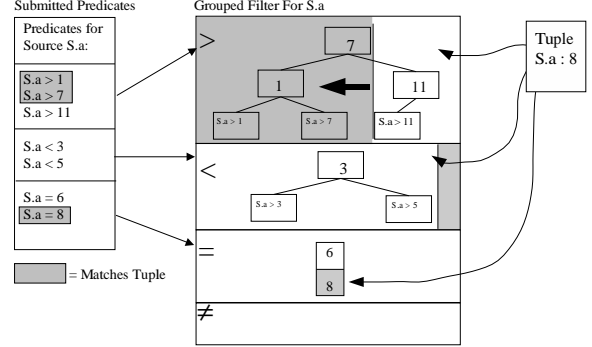 Submitted Predicates
Predicates for
Source S.a:
S.a > 1
S.a > 7
S.a > 11
S.a < 3
S.a < 5
S.a = 6
S.a = 8
= Matches Tuple
Grouped Filter For S.a
>
7
1
11
S.a > 1
S.a > 7
S.a > 11
<
3
S.a > 3
S.a > 5
=
6
8
≠
Tuple
S.a : 8